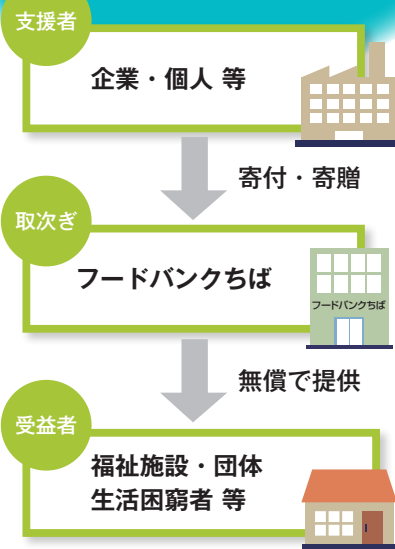 支援者
企業・個人 等
寄付・寄贈
取次ぎ
フードバンクちば
フードバンクちば
無償で提供
受益者
福祉施設・団体
生活困窮者 等